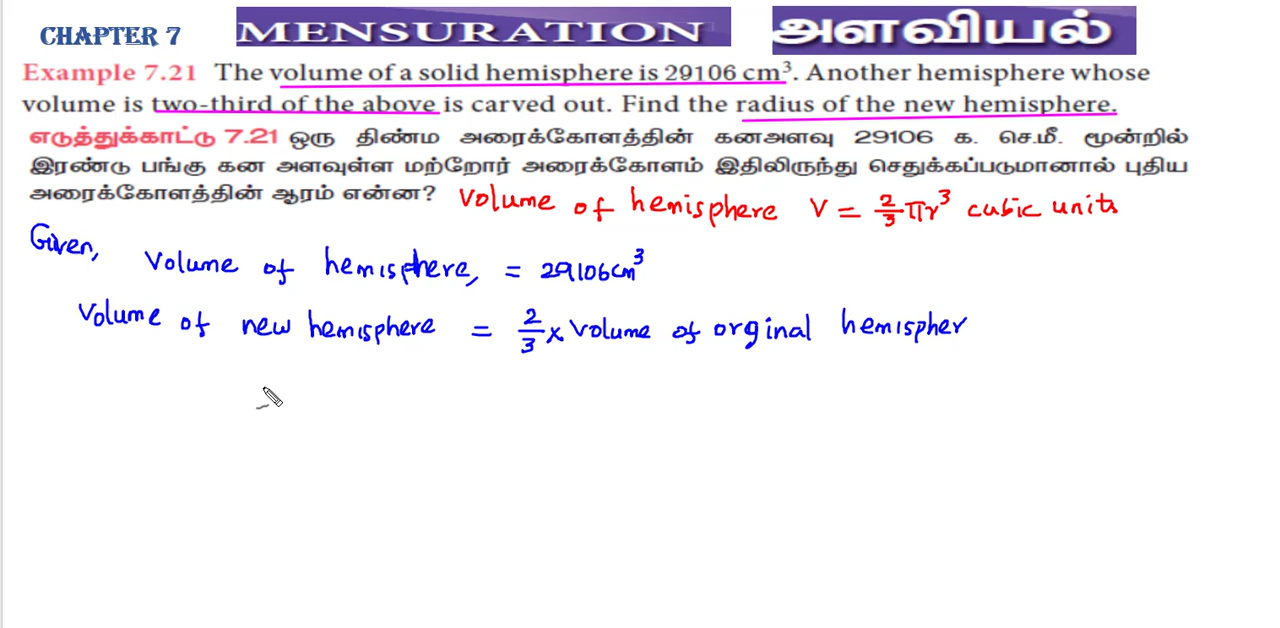 CHAPTER 7 MENSURATION அளவியல்
Example 7.21 The volume of a solid hemisphere is 29106 cm³. Another hemisphere whose
volume is two-third of the above is carved out. Find the radius of the new hemisphere.
எடுத்துக்காட்டு 7.21 ஒரு திண்ம அரைக்கோளத்தின் கனஅளவு 29106 க. செ.மீ. மூன்றில்
இரண்டு பங்கு கன அளவுள்ள மற்றோர் அரைக்கோளம் இதிலிருந்து செதுக்கப்படுமானால் புதிய
அரைக்கோளத்தின் ஆரம் என்ன? Volume of hemisphere V = 2/3 πr³ cubic units
Given,
Volume of hemisphere, = 29106cm³
Volume of new hemisphere = 2/3 × Volume of orginal hemispher